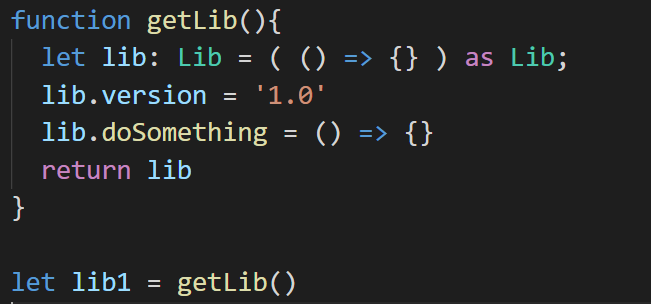 function getLib(){
  let lib: Lib = ( () => {} ) as Lib;
  lib.version = '1.0'
  lib.doSomething = () => {}
  return lib
}
let lib1 = getLib()